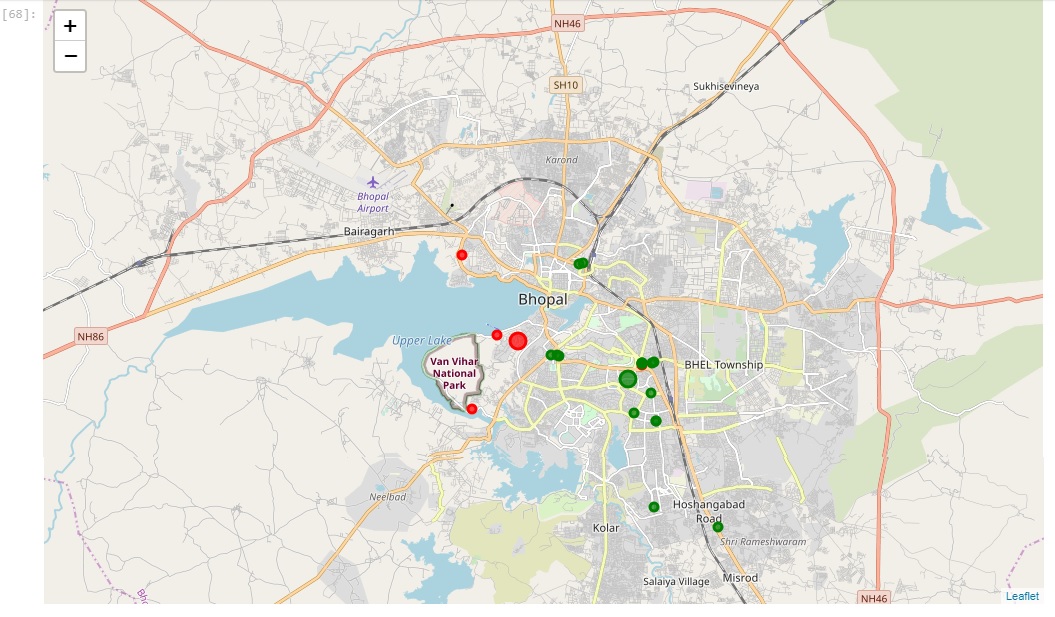 [68]:
+
−
NH46
SH10
Sukhisevineya
Karond
Bhopal
Airport
Bairagarh
Bhopal
NH86
Upper Lake
Van Vihar
National
Park
BHEL Township
Neelbad
Hoshangabad
Road
Kolar
Shri Rameshwaram
Misrod
Salaiya Village
Bho
NH46
Leaflet